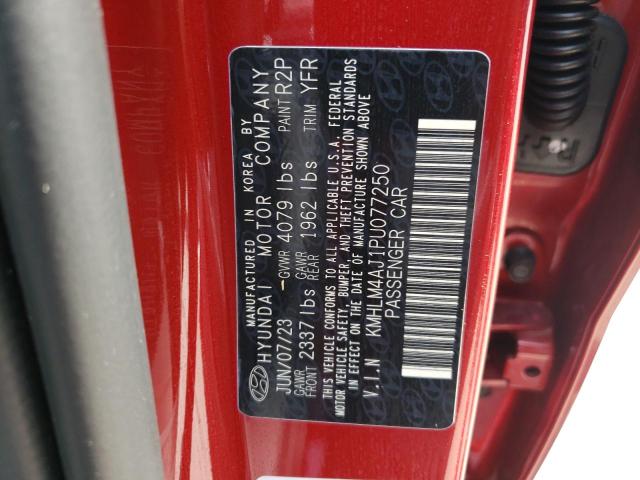 MANUFACTURED IN KOREA BY
HYUNDAI MOTOR COMPANY
JUN/07/23 GVWR 4079 lbs PAINT R2P
GAWR FRONT 2337 lbs GAWR REAR 1962 lbs TRIM YFR
THIS VEHICLE CONFORMS TO ALL APPLICABLE U.S.A. FEDERAL
MOTOR VEHICLE SAFETY, BUMPER, AND THEFT PREVENTION STANDARDS
IN EFFECT ON THE DATE OF MANUFACTURE SHOWN ABOVE
V.I.N KMHLM4AJ1PU077250
PASSENGER CAR